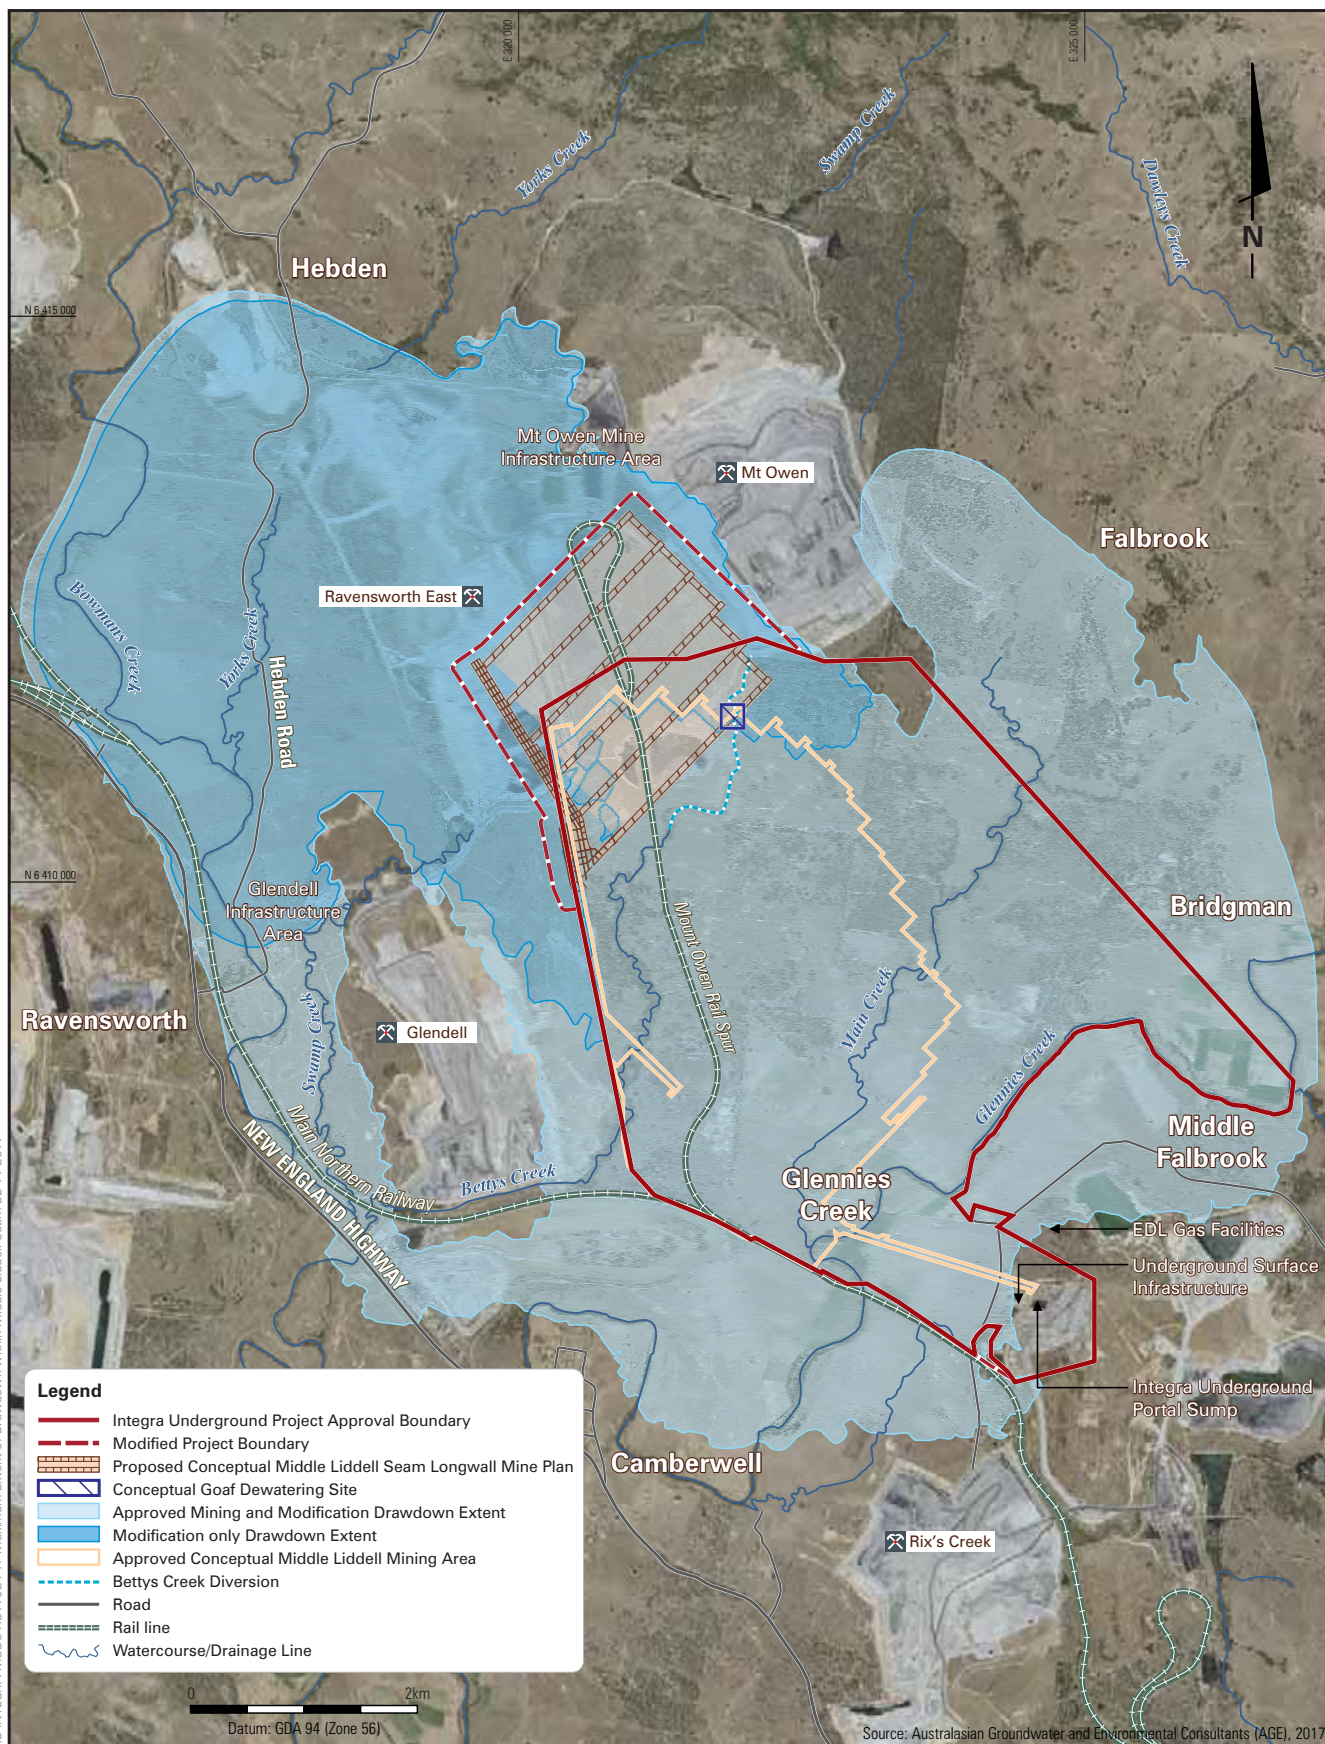 E 320 000
E 325 000
Yorks Creek
Swamp Creek
Dawleys Creek
N
Hebden
N 6 415 000
Mt Owen Mine
Infrastructure Area
Mt Owen
Falbrook
Ravensworth East
Bowmans Creek
Yorks Creek
Hebden Road
N 6 410 000
Glendell
Infrastructure
Area
Bridgman
Mount Owen Rail Spur
Main Creek
Ravensworth
Swamp Creek
Glendell
Glennies Creek
Main Northern Railway
NEW ENGLAND HIGHWAY
Bettys Creek
Middle
Falbrook
Glennies
Creek
EDL Gas Facilities
Underground Surface
Infrastructure
Integra Underground
Portal Sump
Camberwell
Rix's Creek
Legend
Integra Underground Project Approval Boundary
Modified Project Boundary
Proposed Conceptual Middle Liddell Seam Longwall Mine Plan
Conceptual Goaf Dewatering Site
Approved Mining and Modification Drawdown Extent
Modification only Drawdown Extent
Approved Conceptual Middle Liddell Mining Area
Bettys Creek Diversion
Road
Rail line
Watercourse/Drainage Line
0 2km
Datum: GDA 94 (Zone 56)
Source: Australasian Groundwater and Environmental Consultants (AGE), 2017